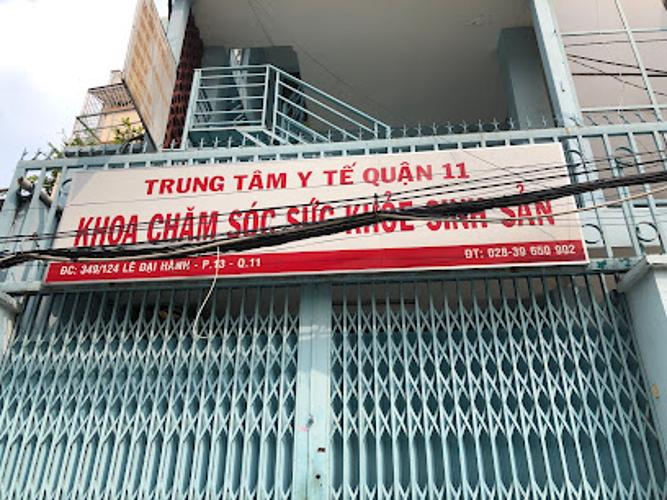 TRUNG TÂM Y TẾ QUẬN 11
KHOA CHĂM SÓC SỨC KHỎE SINH SẢN
ĐC: 349/124 LÊ ĐẠI HÀNH - P.13 - Q.11 ĐT: 028-39 650 902